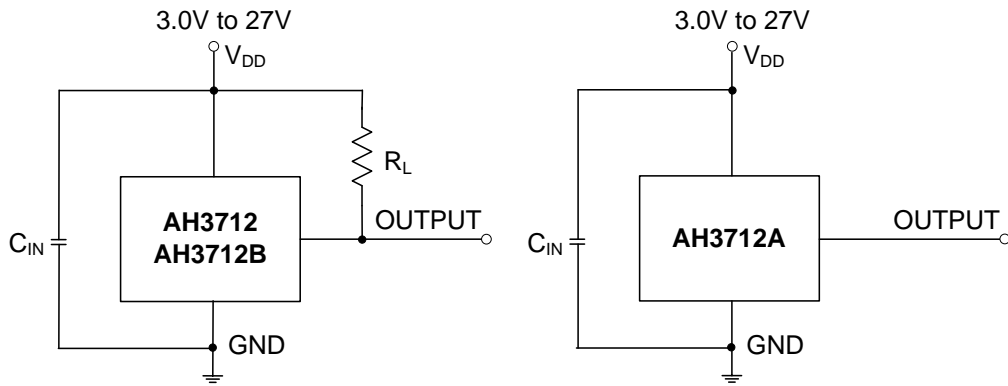 3.0V to 27V
V_DD
R_L
C_IN
AH3712
AH3712B
OUTPUT
GND
3.0V to 27V
V_DD
C_IN
AH3712A
OUTPUT
GND